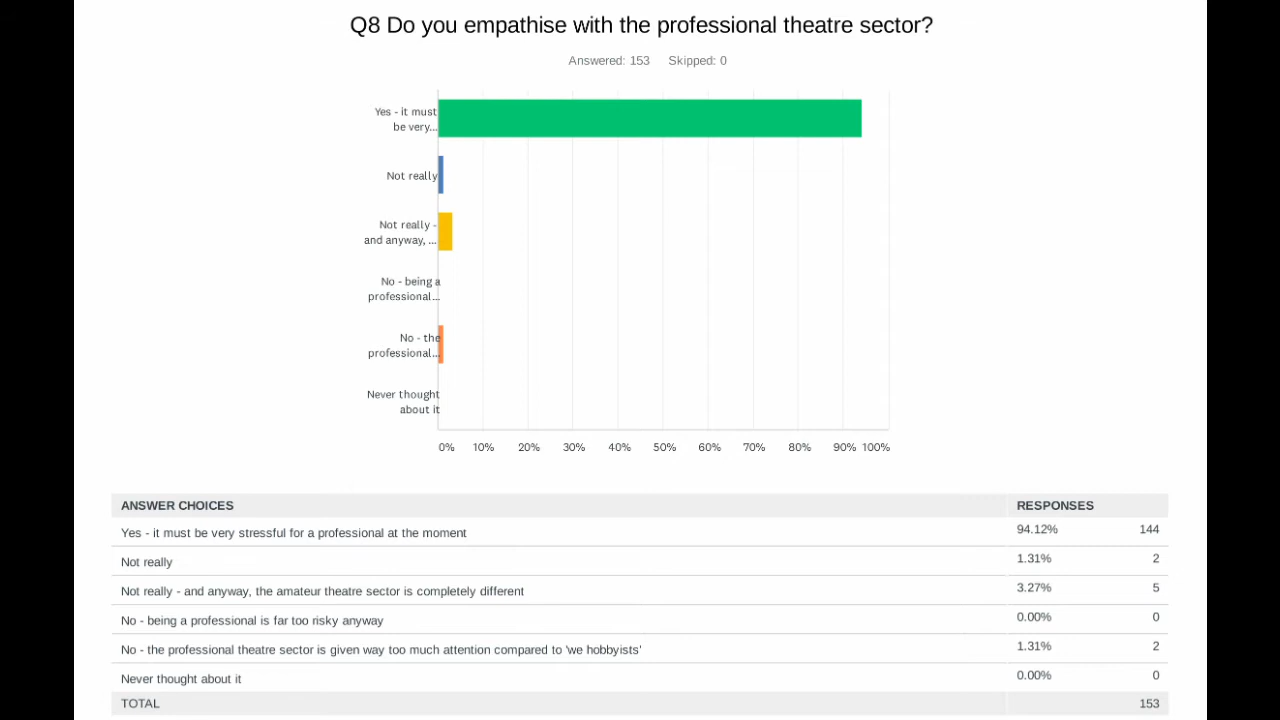 Q8 Do you empathise with the professional theatre sector?
Answered: 153 Skipped: 0
Yes - it must
be very...
Not really
Not really -
and anyway, ...
No - being a
professional...
No - the
professional...
Never thought
about it
0% 10% 20% 30% 40% 50% 60% 70% 80% 90% 100%
ANSWER CHOICES RESPONSES
Yes - it must be very stressful for a professional at the moment 94.12% 144
Not really 1.31% 2
Not really - and anyway, the amateur theatre sector is completely different 3.27% 5
No - being a professional is far too risky anyway 0.00% 0
No - the professional theatre sector is given way too much attention compared to 'we hobbyists' 1.31% 2
Never thought about it 0.00% 0
TOTAL 153